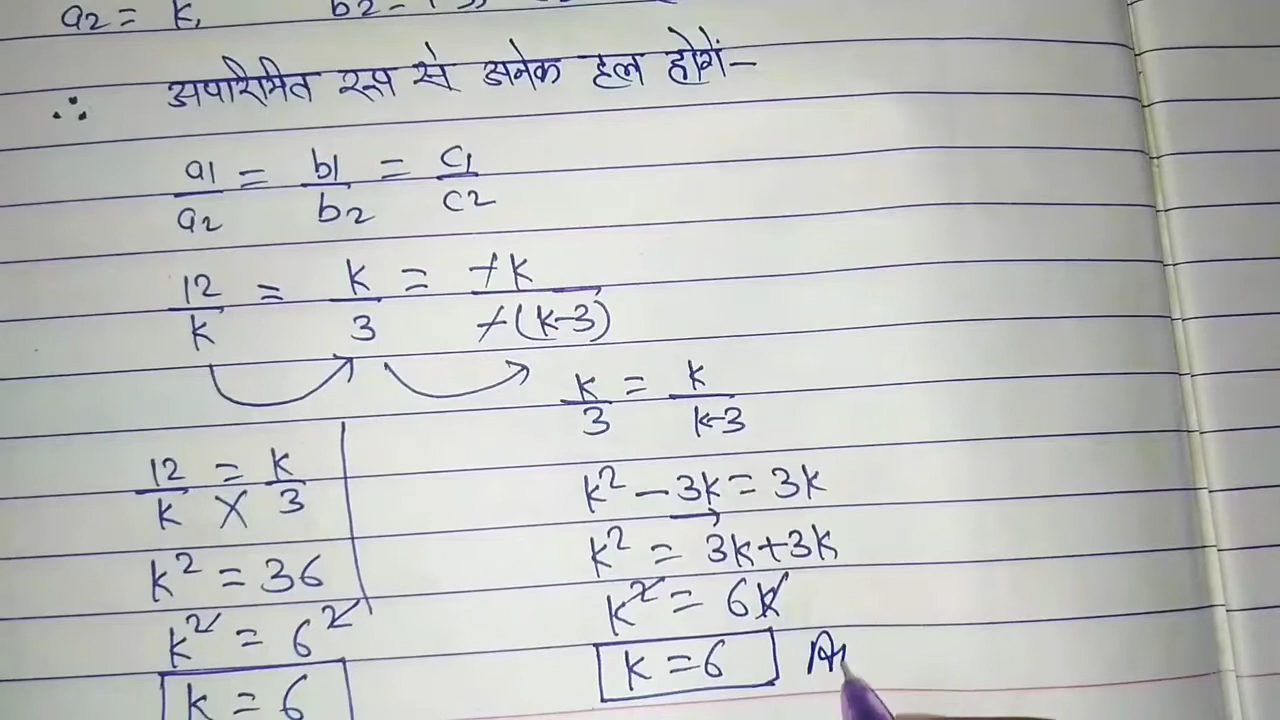 a2 = k,
∴ अपरिमित रूप से अनेक हल होगें-
a1/a2 = b1/b2 = c1/c2
12/k = k/3 = -k/-(k-3)
k/3 = k/k-3
12/k = k/3
k² - 3k = 3k
k² = 3k+3k
k² = 36
k² = 6k
k² = 6²
k = 6
k = 6